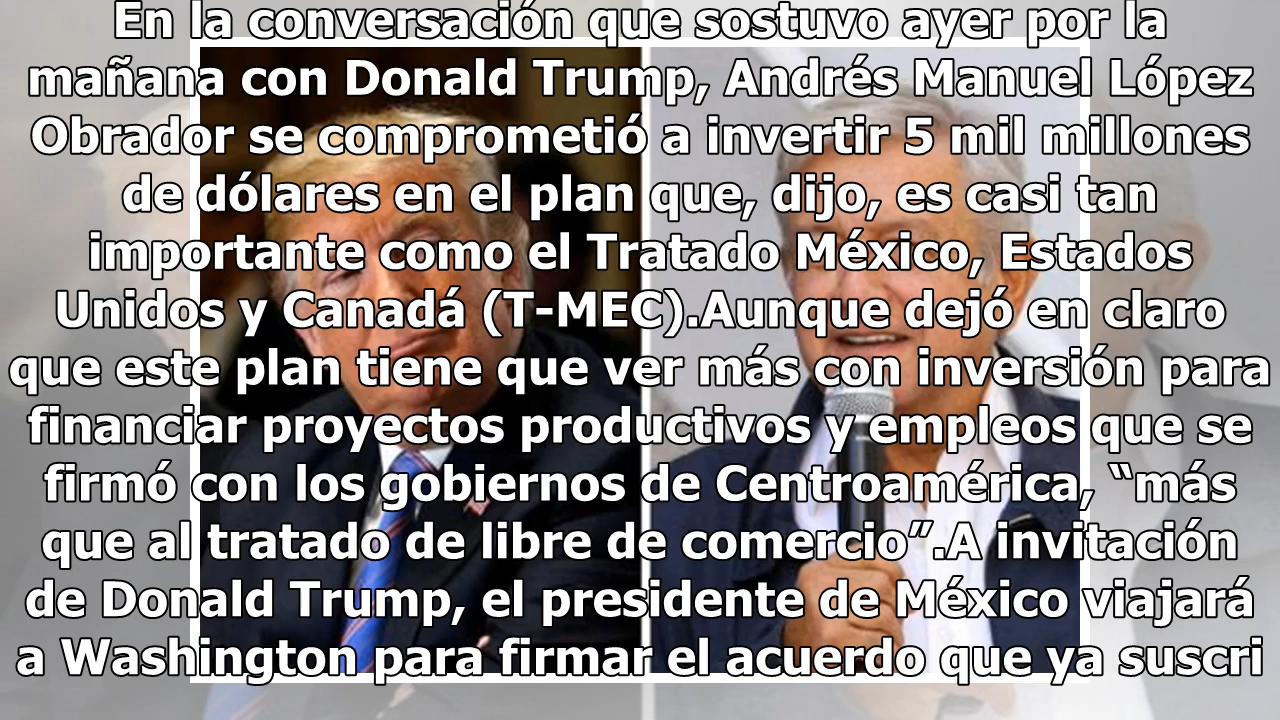 En la conversación que sostuvo ayer por la
mañana con Donald Trump, Andrés Manuel López
Obrador se comprometió a invertir 5 mil millones
de dólares en el plan que, dijo, es casi tan
importante como el Tratado México, Estados
Unidos y Canadá (T-MEC).Aunque dejó en claro
que este plan tiene que ver más con inversión para
financiar proyectos productivos y empleos que se
firmó con los gobiernos de Centroamérica, “más
que al tratado de libre de comercio”.A invitación
de Donald Trump, el presidente de México viajará
a Washington para firmar el acuerdo que ya suscri